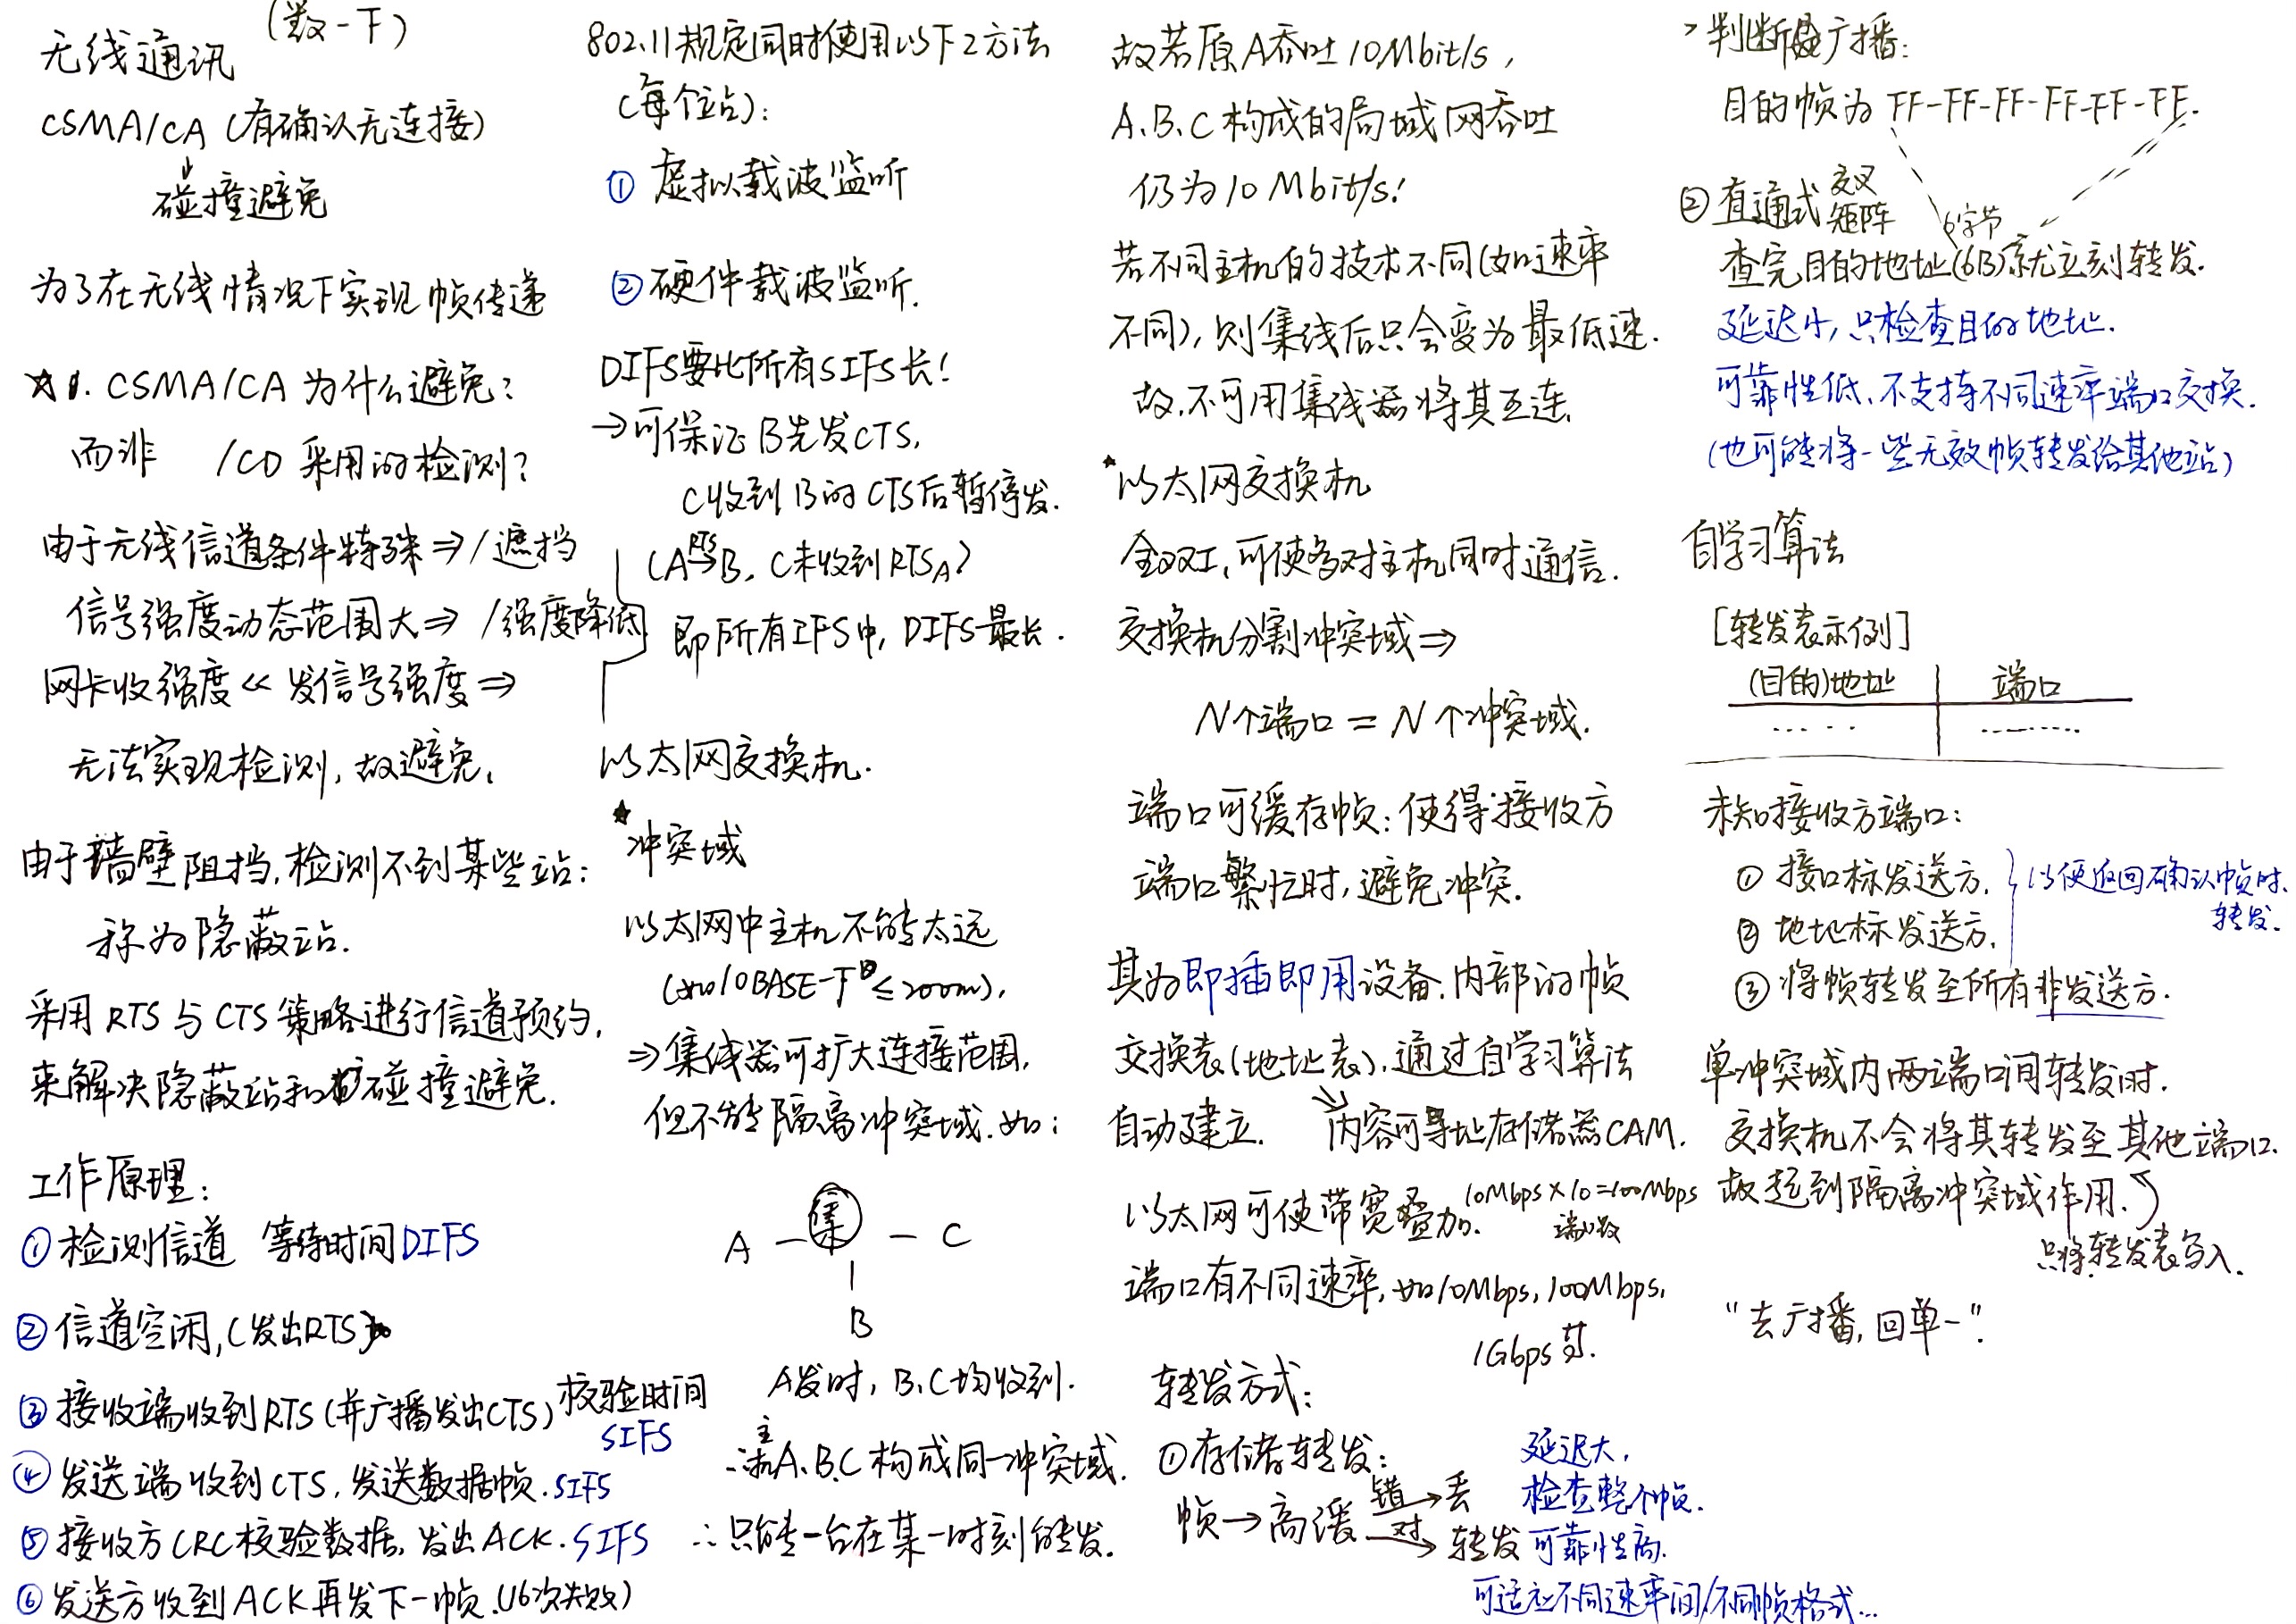 (数-下)
无线通讯
CSMA/CA (有确认无连接)
↓
碰撞避免
为了在无线情况下实现帧传递
☆1. CSMA/CA 为什么避免?
而非 /CD 采用的检测?
由于无线信道条件特殊⇒/遮挡
信号强度动态范围大⇒ /强度降低
网卡收强度 << 发信号强度 ⇒
无法实现检测, 故避免.
由于墙壁阻挡, 检测不到某些站:
称为隐蔽站.
采用 RTS 与 CTS 策略进行信道预约,
来解决隐蔽站和碰撞避免.
工作原理:
① 检测信道 等待时间DIFS
② 信道空闲, (发出RTS)
③ 接收端收到RTS (并广播发出CTS) 校验时间
SIFS
④ 发送端收到CTS, 发送数据帧. SIFS
⑤ 接收方CRC校验数据, 发出ACK. SIFS
⑥ 发送方收到ACK再发下一帧. (16次失败)
802.11规定同时使用以下2方法
(每个站):
① 虚拟载波监听
② 硬件载波监听.
DIFS要比所有SIFS长!
→可保证B先发CTS,
C收到B的CTS后暂停发.
(A RTS→B, C未收到RTSA)
即所有IFS中, DIFS最长.
以太网交换机.
★
冲突域
以太网中主机不能太远
(如10BASE-T ≤200m),
⇒集线器可扩大连接范围,
但不能隔离冲突域. 如:
A — 集 — C
|
B
A发时, B、C均收到.
∴主机A、B、C构成同一冲突域.
∴只能一台在某一时刻能发.
故若原A吞吐10Mbit/s,
A、B、C构成的局域网吞吐
仍为10 Mbit/s!
若不同主机的技术不同(如速率
不同), 则集线后只会变为最低速.
故, 不可用集线器将其互连.
*以太网交换机
全双工, 可使多对主机同时通信.
交换机分割冲突域⇒
N个端口 = N个冲突域.
端口可缓存帧: 使得接收方
端口繁忙时, 避免冲突.
其为即插即用设备. 内部的帧
交换表(地址表), 通过自学习算法
自动建立. 内容可寻址存储器CAM.
以太网可使带宽叠加. 10Mbps×10=100Mbps
端口数
端口有不同速率, 如10Mbps, 100Mbps,
1Gbps等.
转发方式:
①存储转发:
帧→高缓 错→丢
对→转发
延迟大,
检查整个帧.
可靠性高.
可适应不同速率间/不同帧格式...
>判断是广播:
目的帧为 FF-FF-FF-FF-FF-FF.
②直通式 交叉矩阵 6字节
查完目的地址(6B)就立刻转发.
延迟小, 只检查目的地址.
可靠性低、不支持不同速率端口交换.
(也可能将一些无效帧转发给其他站)
自学习算法
[转发表示例]
(目的)地址 | 端口
..... | ........
未知接收方端口:
① 接口标发送方.
② 地址标发送方.
以便返回确认帧时.
转发.
③ 将帧转发至所有非发送方.
单冲突域内两端口间转发时.
交换机不会将其转发至其他端口.
故起到隔离冲突域作用.
只将转发表写入.
"去广播, 回单一".